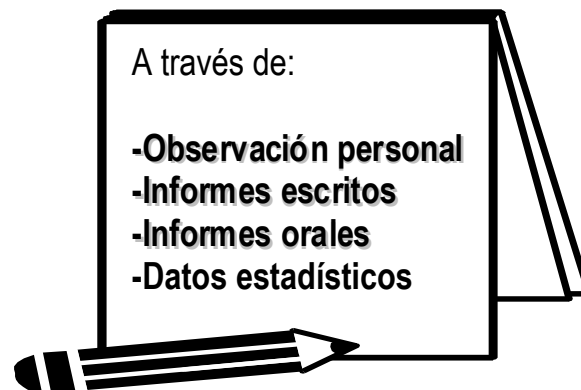 A través de:
-Observación personal
-Informes escritos
-Informes orales
-Datos estadísticos